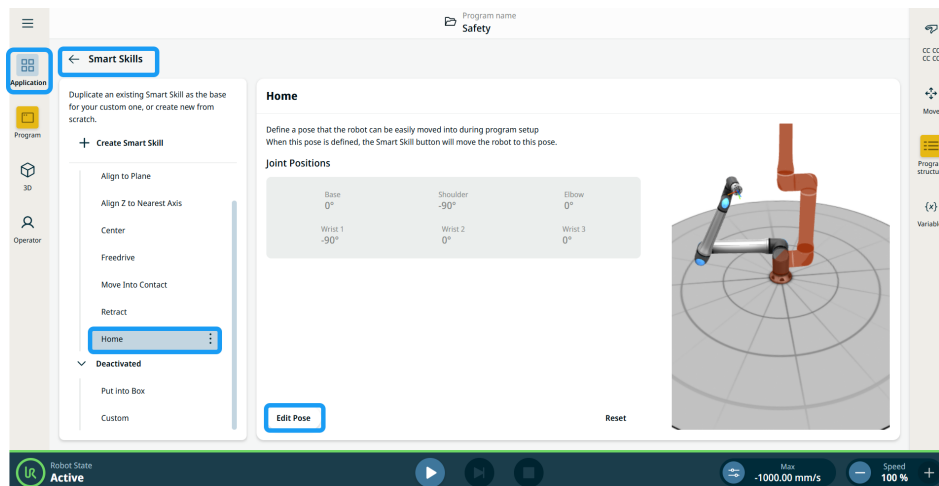 Program name
Safety
Application
Program
3D
Operator
Smart Skills
Duplicate an existing Smart Skill as the base
for your custom one, or create new from
scratch.
Create Smart Skill
Align to Plane
Align Z to Nearest Axis
Center
Freedrive
Move Into Contact
Retract
Home
Deactivated
Put into Box
Custom
Home
Define a pose that the robot can be easily moved into during program setup
When this pose is defined, the Smart Skill button will move the robot to this pose.
Joint Positions
Base
0°
Shoulder
-90°
Elbow
0°
Wrist 1
-90°
Wrist 2
0°
Wrist 3
0°
Edit Pose
Reset
Move
{x}
Robot State
Active
Max
-1000.00 mm/s
Speed
100 %